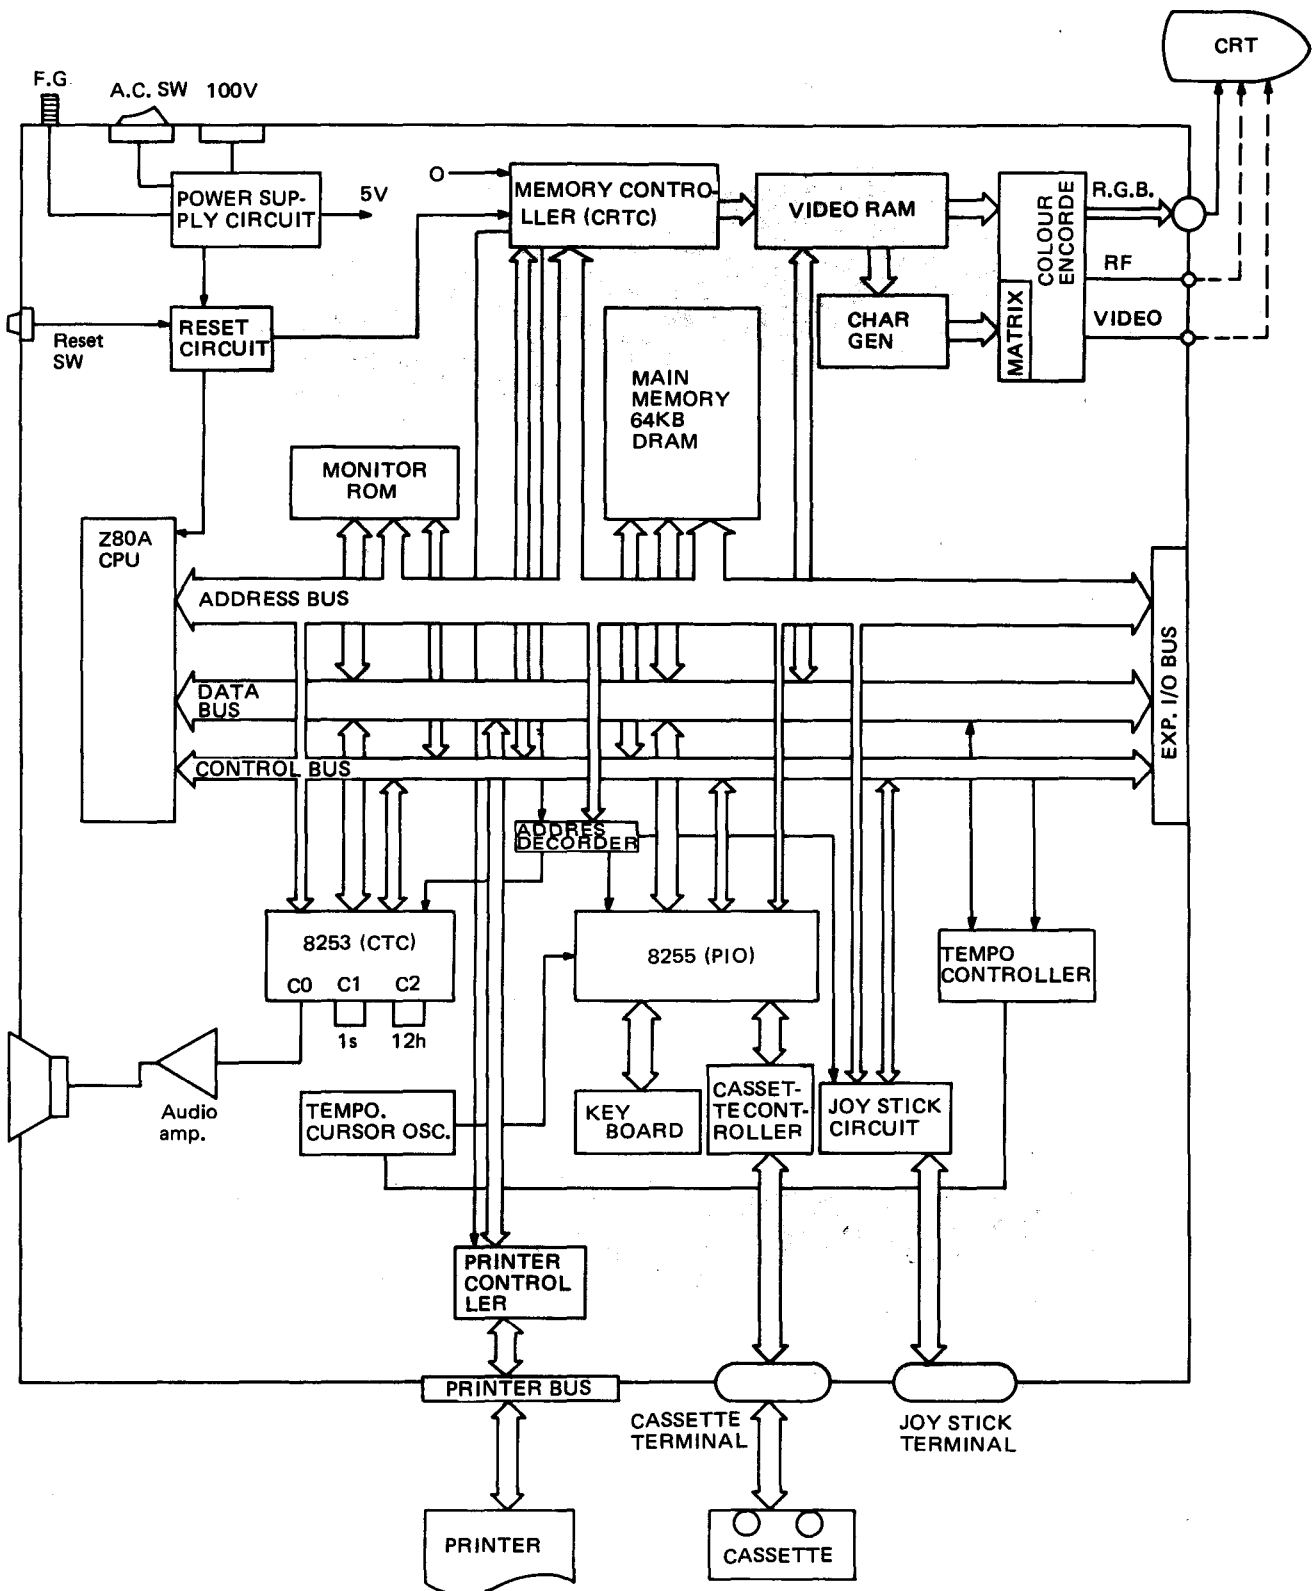 CRT
F.G
A.C. SW
100V
POWER SUP-
PLY CIRCUIT
5V
O
MEMORY CONTRO-
LLER (CRTC)
VIDEO RAM
COLOUR
ENCORDE
MATRIX
R.G.B.
RF
VIDEO
Reset
SW
RESET
CIRCUIT
CHAR
GEN
MAIN
MEMORY
64KB
DRAM
MONITOR
ROM
Z80A
CPU
ADDRESS BUS
DATA
BUS
CONTROL BUS
EXP. I/O BUS
ADDRES
DECORDER
8253 (CTC)
C0
C1
C2
1s
12h
8255 (PIO)
TEMPO
CONTROLLER
Audio
amp.
TEMPO.
CURSOR OSC.
KEY
BOARD
CASSET-
TECONT-
ROLLER
JOY STICK
CIRCUIT
PRINTER
CONTROL
LER
PRINTER BUS
CASSETTE
TERMINAL
JOY STICK
TERMINAL
PRINTER
CASSETTE